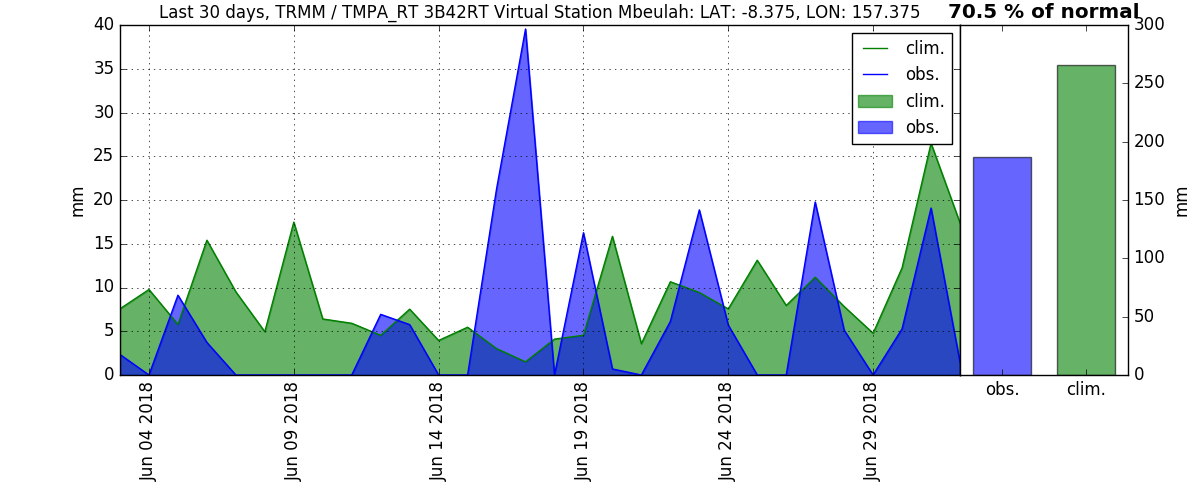 Last 30 days, TRMM / TMPA_RT 3B42RT Virtual Station Mbeulah: LAT: -8.375, LON: 157.375
70.5 % of normal
40
35
30
25
20
15
10
5
0
mm
clim.
obs.
clim.
obs.
300
250
200
150
100
50
0
mm
Jun 04 2018
Jun 09 2018
Jun 14 2018
Jun 19 2018
Jun 24 2018
Jun 29 2018
obs.
clim.